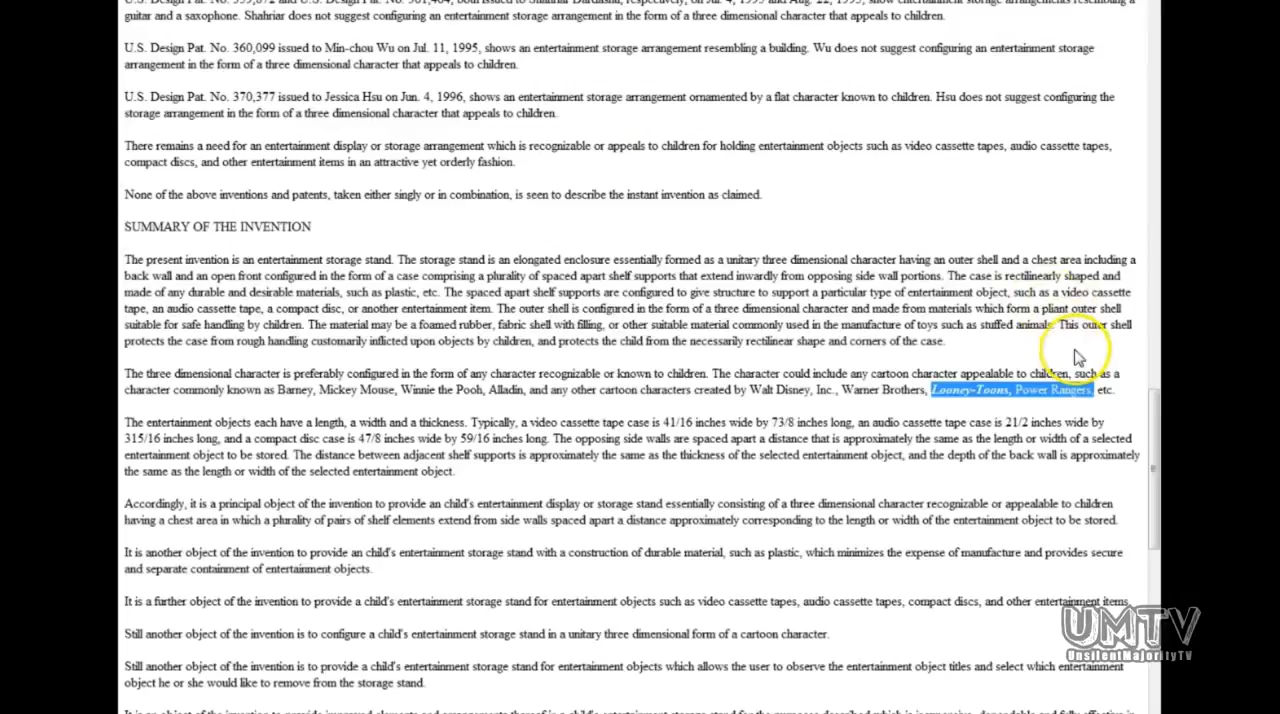 guitar and a saxophone. Shahriar does not suggest configuring an entertainment storage arrangement in the form of a three dimensional character that appeals to children.
U.S. Design Pat. No. 360,099 issued to Min-chou Wu on Jul. 11, 1995, shows an entertainment storage arrangement resembling a building. Wu does not suggest configuring an entertainment storage
arrangement in the form of a three dimensional character that appeals to children.
U.S. Design Pat. No. 370,377 issued to Jessica Hsu on Jun. 4, 1996, shows an entertainment storage arrangement ornamented by a flat character known to children. Hsu does not suggest configuring the
storage arrangement in the form of a three dimensional character that appeals to children.
There remains a need for an entertainment display or storage arrangement which is recognizable or appeals to children for holding entertainment objects such as video cassette tapes, audio cassette tapes,
compact discs, and other entertainment items in an attractive yet orderly fashion.
None of the above inventions and patents, taken either singly or in combination, is seen to describe the instant invention as claimed.
SUMMARY OF THE INVENTION
The present invention is an entertainment storage stand. The storage stand is an elongated enclosure essentially formed as a unitary three dimensional character having an outer shell and a chest area including a
back wall and an open front configured in the form of a case comprising a plurality of spaced apart shelf supports that extend inwardly from opposing side wall portions. The case is rectilinearly shaped and
made of any durable and desirable materials, such as plastic, etc. The spaced apart shelf supports are configured to give structure to support a particular type of entertainment object, such as a video cassette
tape, an audio cassette tape, a compact disc, or another entertainment item. The outer shell is configured in the form of a three dimensional character and made from materials which form a pliant outer shell
suitable for safe handling by children. The material may be a foamed rubber, fabric shell with filling, or other suitable material commonly used in the manufacture of toys such as stuffed animals. This outer shell
protects the case from rough handling customarily inflicted upon objects by children, and protects the child from the necessarily rectilinear shape and corners of the case.
The three dimensional character is preferably configured in the form of any character recognizable or known to children. The character could include any cartoon character appealable to children, such as a
character commonly known as Barney, Mickey Mouse, Winnie the Pooh, Alladin, and any other cartoon characters created by Walt Disney, Inc., Warner Brothers, Looney-Toons, Power Rangers, etc.
The entertainment objects each have a length, a width and a thickness. Typically, a video cassette tape case is 41/16 inches wide by 73/8 inches long, an audio cassette tape case is 21/2 inches wide by
315/16 inches long, and a compact disc case is 47/8 inches wide by 59/16 inches long. The opposing side walls are spaced apart a distance that is approximately the same as the length or width of a selected
entertainment object to be stored. The distance between adjacent shelf supports is approximately the same as the thickness of the selected entertainment object, and the depth of the back wall is approximately
the same as the length or width of the selected entertainment object.
Accordingly, it is a principal object of the invention to provide an child's entertainment display or storage stand essentially consisting of a three dimensional character recognizable or appealable to children
having a chest area in which a plurality of pairs of shelf elements extend from side walls spaced apart a distance approximately corresponding to the length or width of the entertainment object to be stored.
It is another object of the invention to provide an child's entertainment storage stand with a construction of durable material, such as plastic, which minimizes the expense of manufacture and provides secure
and separate containment of entertainment objects.
It is a further object of the invention to provide a child's entertainment storage stand for entertainment objects such as video cassette tapes, audio cassette tapes, compact discs, and other entertainment items.
Still another object of the invention is to configure a child's entertainment storage stand in a unitary three dimensional form of a cartoon character.
Still another object of the invention is to provide a child's entertainment storage stand for entertainment objects which allows the user to observe the entertainment object titles and select which entertainment
object he or she would like to remove from the storage stand.
UMTV
UnsilentMajorityTV